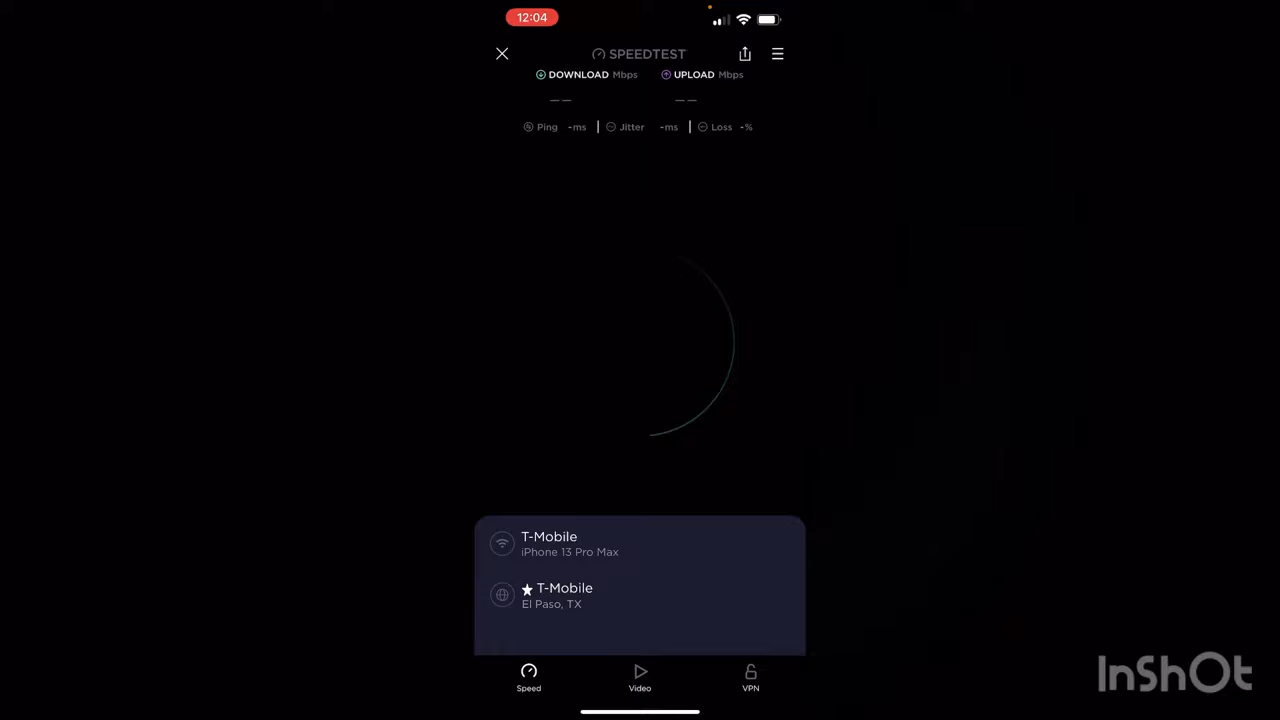 12:04
SPEEDTEST
DOWNLOAD Mbps UPLOAD Mbps
— — — —
Ping -ms | Jitter -ms | Loss -%
T-Mobile
iPhone 13 Pro Max
★ T-Mobile
El Paso, TX
Speed Video VPN
InShOt